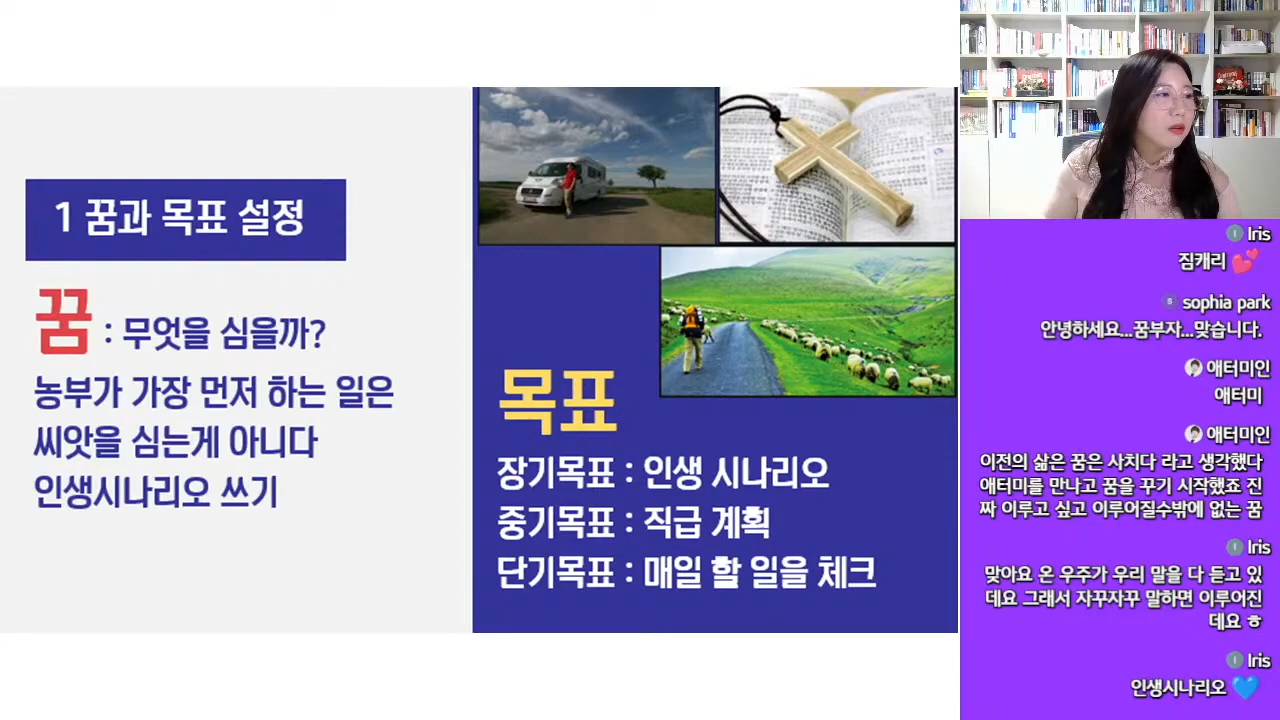 1 꿈과 목표 설정
꿈 : 무엇을 심을까?
농부가 가장 먼저 하는 일은
씨앗을 심는게 아니다
인생시나리오 쓰기
목표
장기목표 : 인생 시나리오
중기목표 : 직급 계획
단기목표 : 매일 할 일을 체크
I Iris
짐캐리
S sophia park
안녕하세요...꿈부자...맞습니다.
애터미인
애터미
애터미인
이전의 삶은 꿈은 사치다 라고 생각했다
애터미를 만나고 꿈을 꾸기 시작했죠 진
짜 이루고 싶고 이루어질수밖에 없는 꿈
I Iris
맞아요 온 우주가 우리 말을 다 듣고 있
데요 그래서 자꾸자꾸 말하면 이루어진
데요 ㅎ
I Iris
인생시나리오